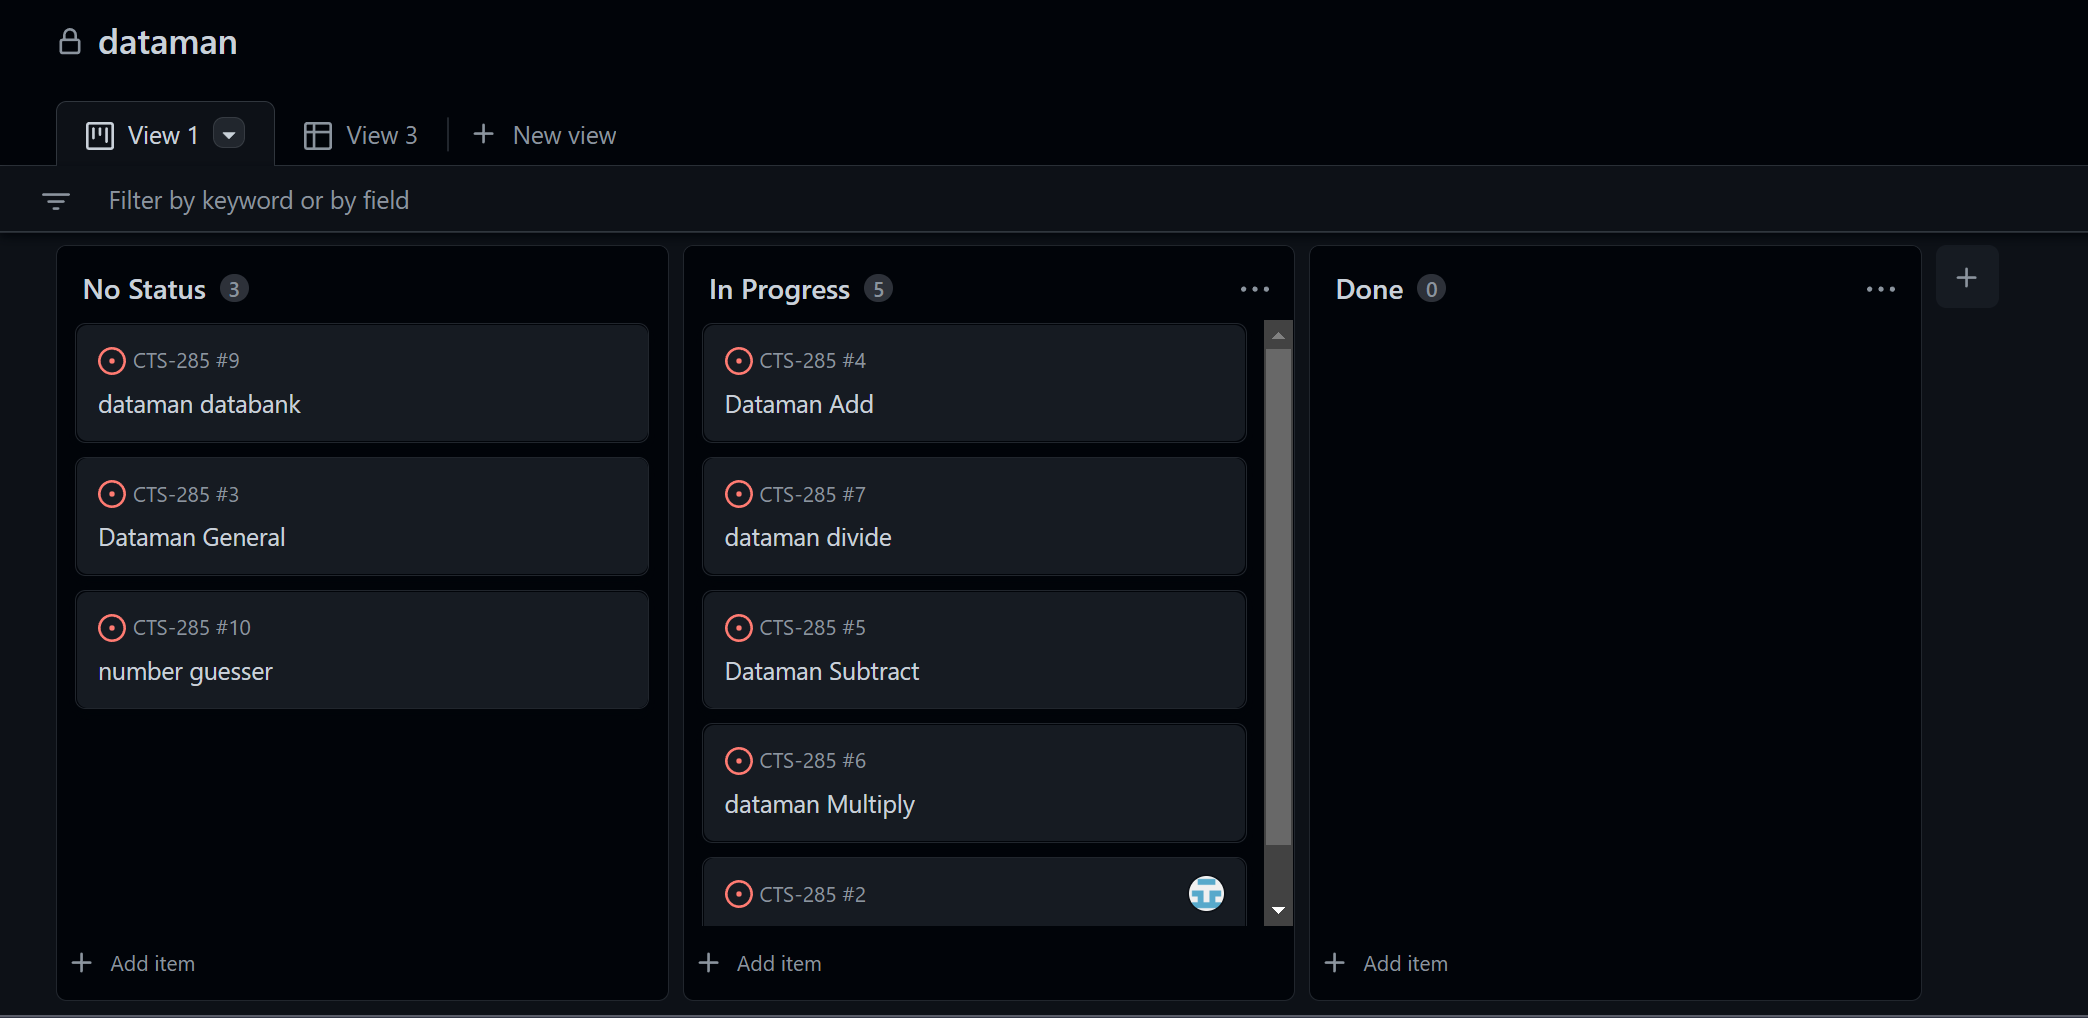 dataman
View 1
View 3
New view
Filter by keyword or by field
No Status 3
CTS-285 #9
dataman databank
CTS-285 #3
Dataman General
CTS-285 #10
number guesser
Add item
In Progress 5
CTS-285 #4
Dataman Add
CTS-285 #7
dataman divide
CTS-285 #5
Dataman Subtract
CTS-285 #6
dataman Multiply
CTS-285 #2
Add item
Done 0
Add item